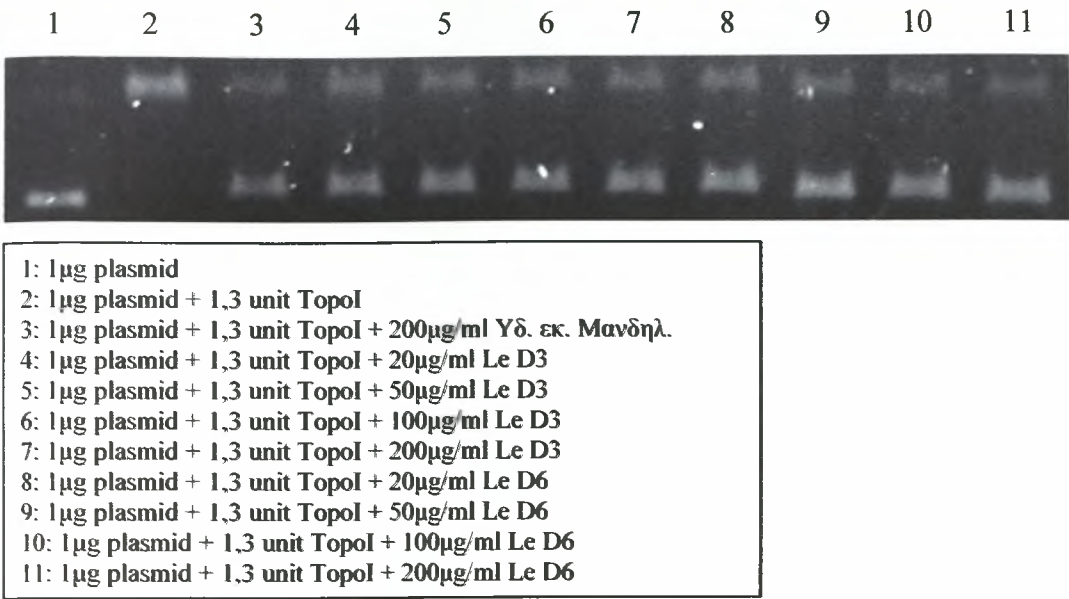 1 2 3 4 5 6 7 8 9 10 11
1: 1μg plasmid
2: 1μg plasmid + 1,3 unit TopoI
3: 1μg plasmid + 1,3 unit TopoI + 200μg/ml Υδ. εκ. Μανδηλ.
4: 1μg plasmid + 1,3 unit TopoI + 20μg/ml Le D3
5: 1μg plasmid + 1,3 unit TopoI + 50μg/ml Le D3
6: 1μg plasmid + 1,3 unit TopoI + 100μg/ml Le D3
7: 1μg plasmid + 1,3 unit TopoI + 200μg/ml Le D3
8: 1μg plasmid + 1,3 unit TopoI + 20μg/ml Le D6
9: 1μg plasmid + 1,3 unit TopoI + 50μg/ml Le D6
10: 1μg plasmid + 1,3 unit TopoI + 100μg/ml Le D6
11: 1μg plasmid + 1,3 unit TopoI + 200μg/ml Le D6